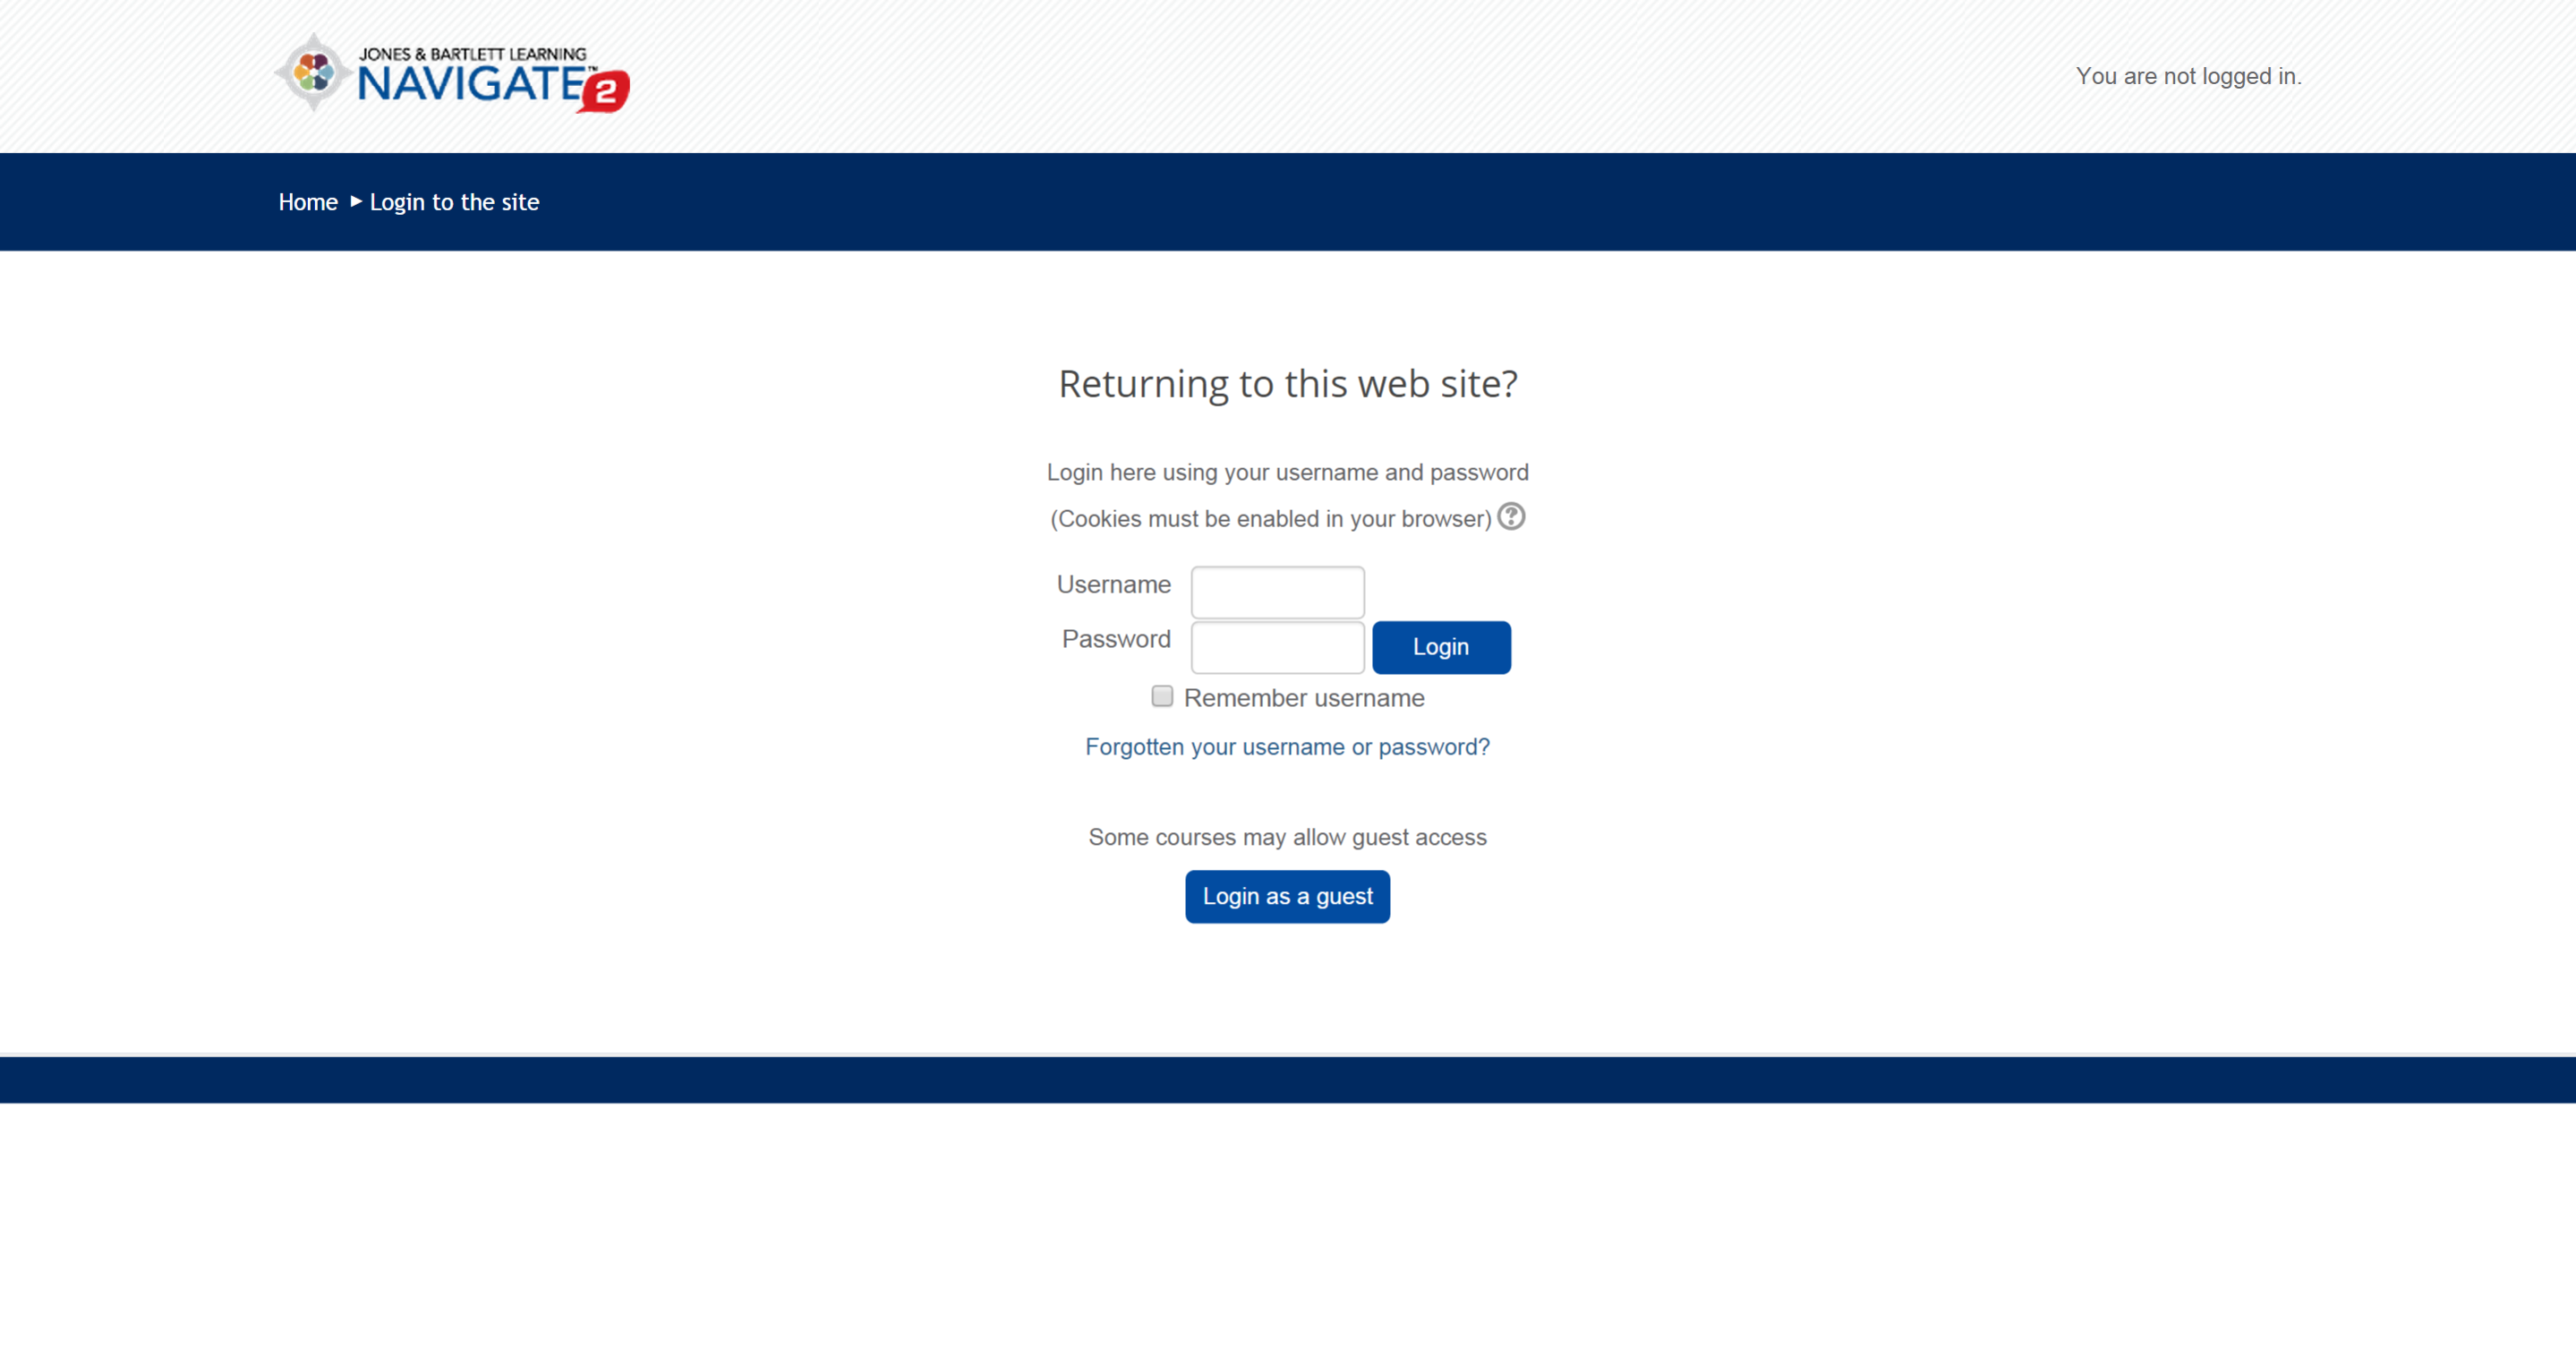 JONES & BARTLETT LEARNING
NAVIGATE™ 2
You are not logged in.
Home ► Login to the site
Returning to this web site?
Login here using your username and password
(Cookies must be enabled in your browser) ?
Username
Password
Login
Remember username
Forgotten your username or password?
Some courses may allow guest access
Login as a guest